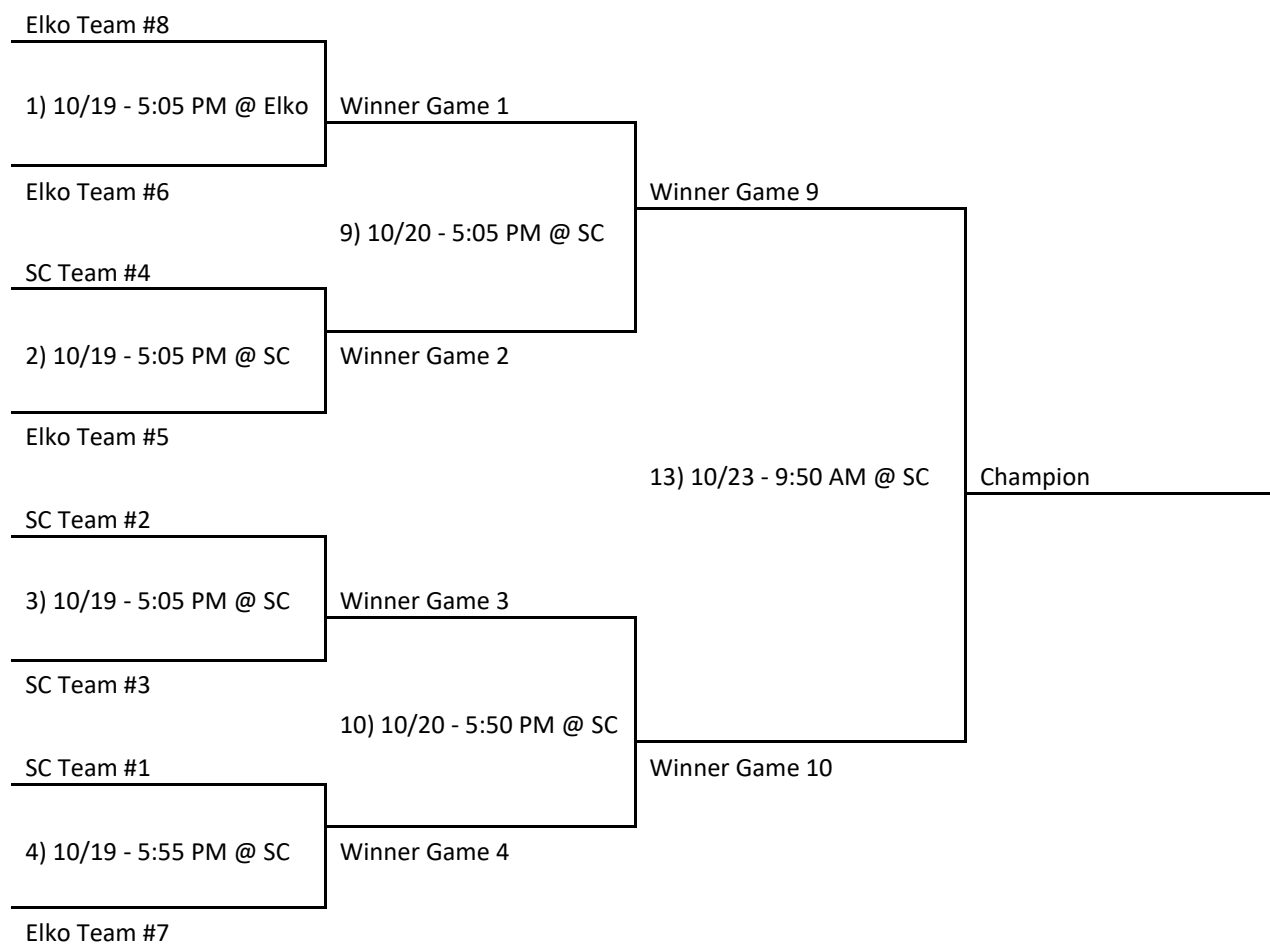 Elko Team #8
1) 10/19 - 5:05 PM @ Elko
Winner Game 1
Elko Team #6
Winner Game 9
9) 10/20 - 5:05 PM @ SC
SC Team #4
2) 10/19 - 5:05 PM @ SC
Winner Game 2
Elko Team #5
13) 10/23 - 9:50 AM @ SC
Champion
SC Team #2
3) 10/19 - 5:05 PM @ SC
Winner Game 3
SC Team #3
10) 10/20 - 5:50 PM @ SC
SC Team #1
Winner Game 10
4) 10/19 - 5:55 PM @ SC
Winner Game 4
Elko Team #7